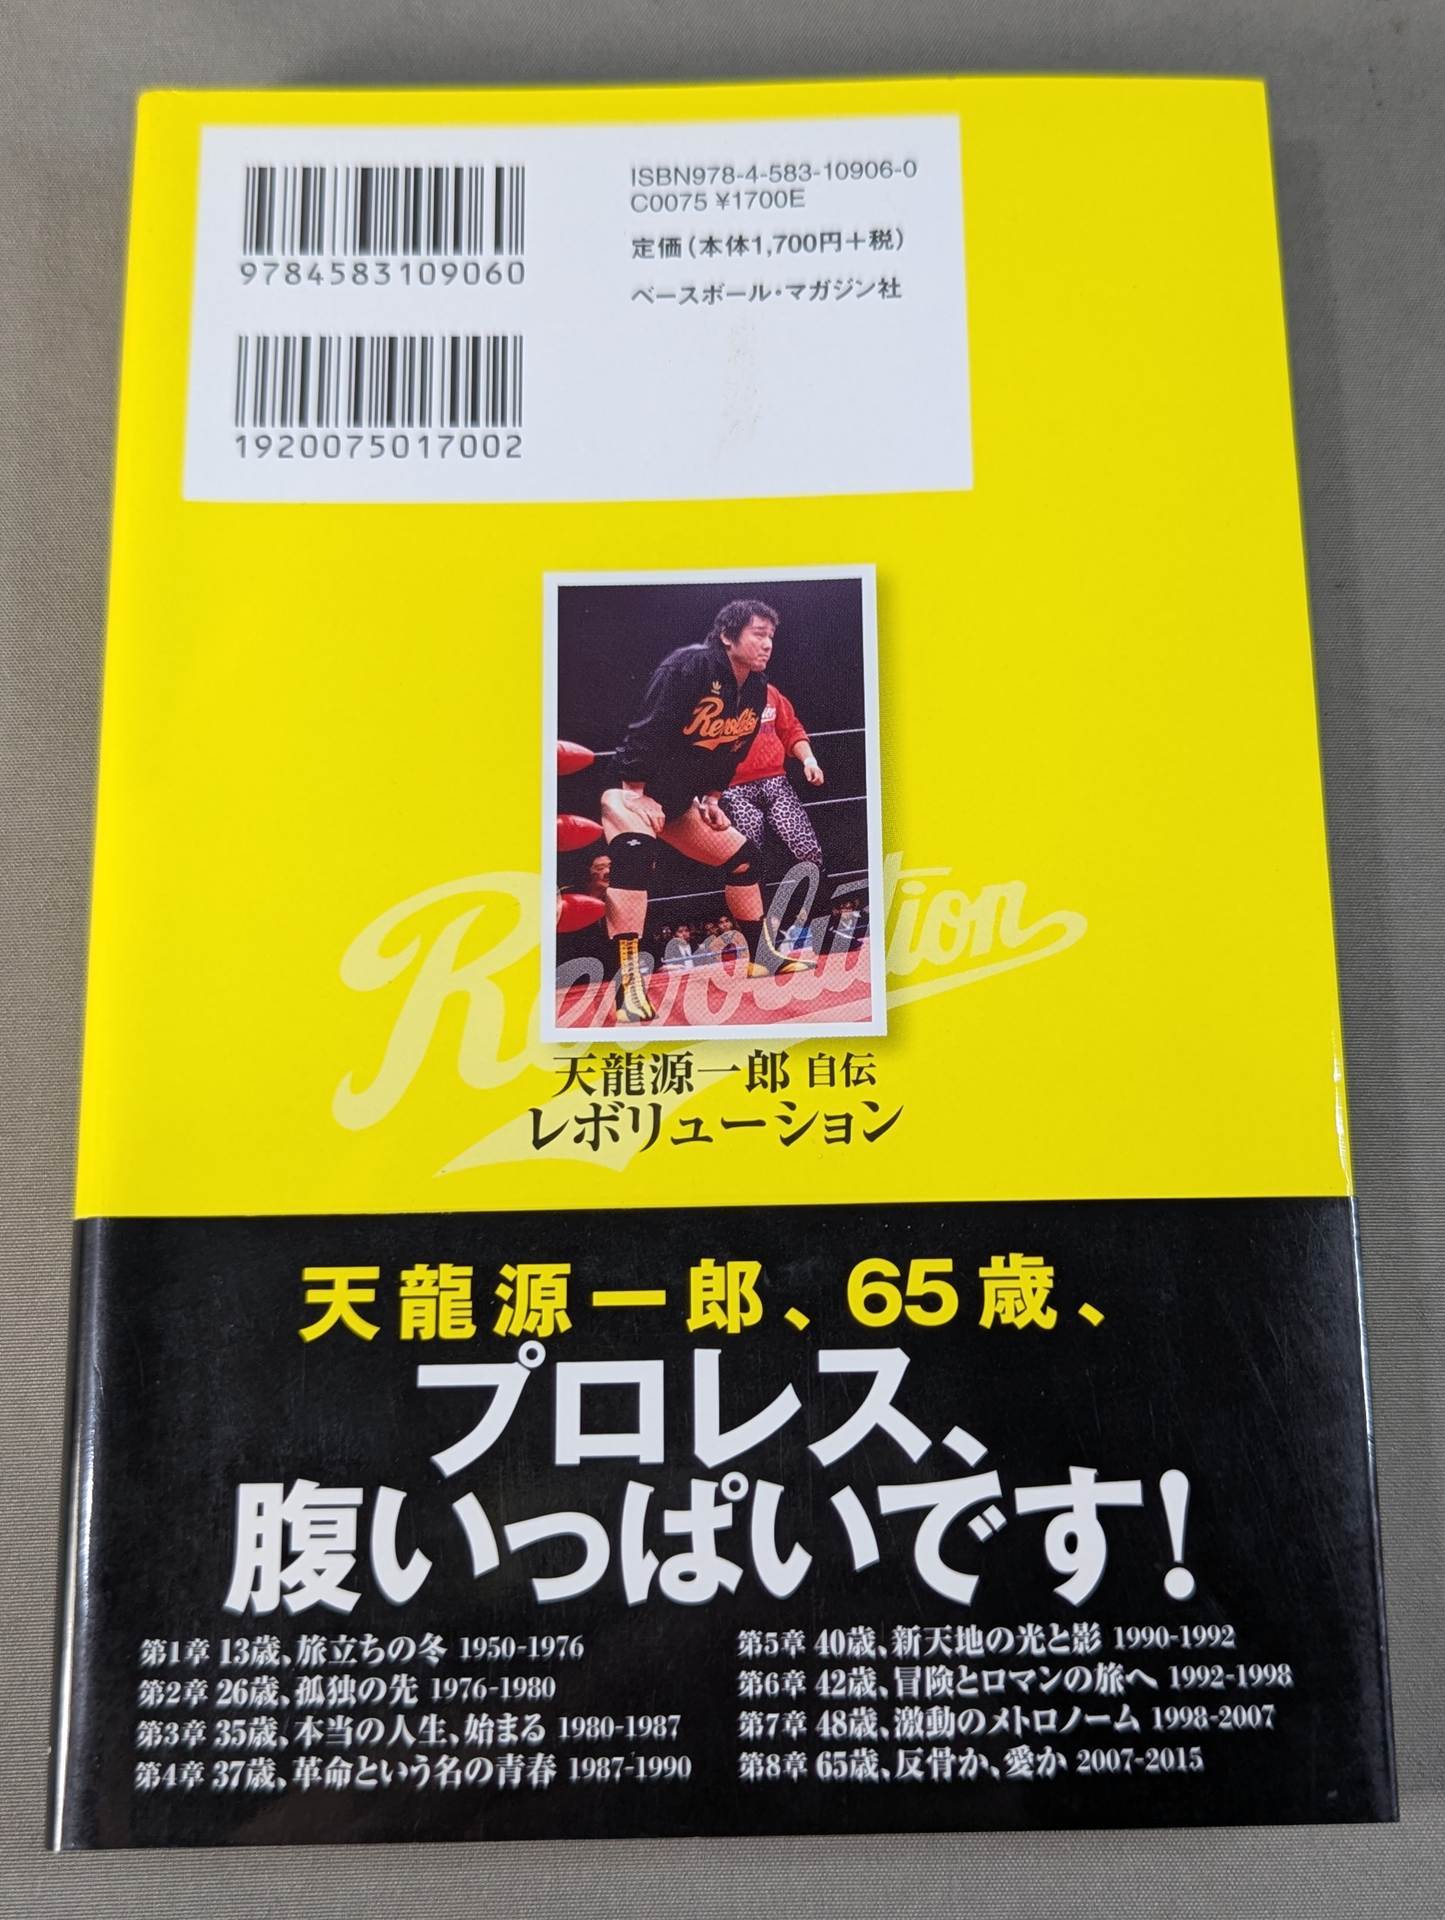 ISBN978-4-583-10906-0
C0075 ¥1700E
定価(本体1,700円+税)
ベースボール・マガジン社
9784583109060
1920075017002
Revolution
Revolution
天龍源一郎 自伝
レボリューション
天龍源一郎、65歳、
プロレス、
腹いっぱいです!
第1章 13歳、旅立ちの冬 1950-1976
第2章 26歳、孤独の先 1976-1980
第3章 35歳、本当の人生、始まる 1980-1987
第4章 37歳、革命という名の青春 1987-1990
第5章 40歳、新天地の光と影 1990-1992
第6章 42歳、冒険とロマンの旅へ 1992-1998
第7章 48歳、激動のメトロノーム 1998-2007
第8章 65歳、反骨か、愛か 2007-2015